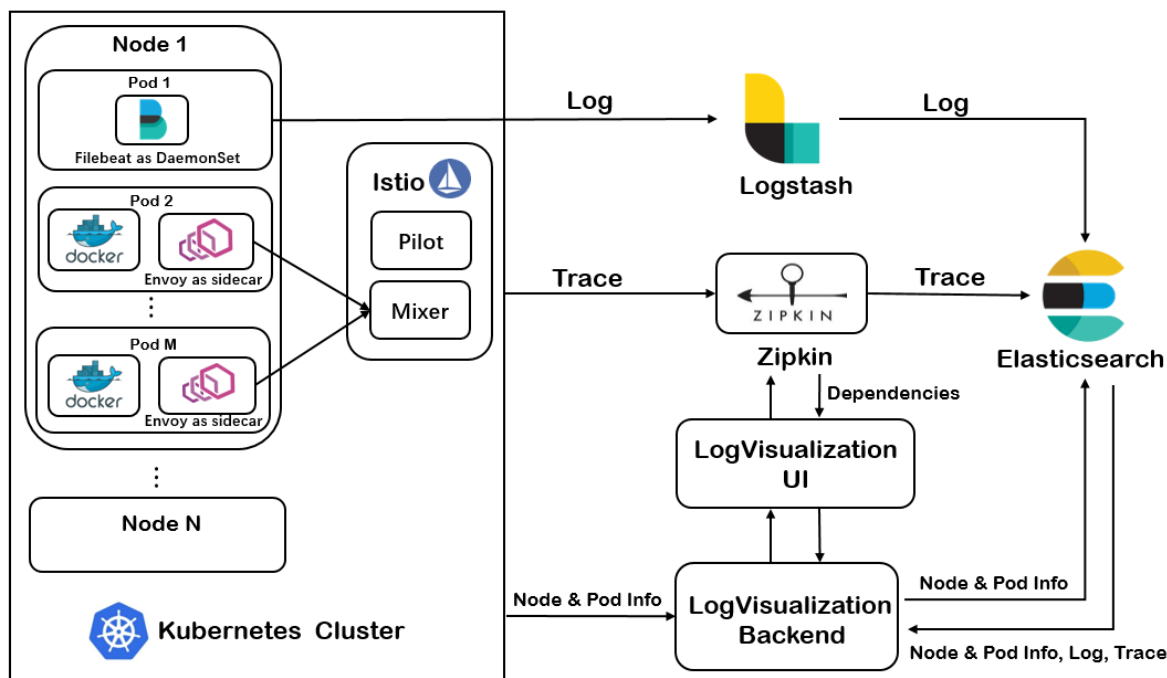 Node 1
Pod 1
Filebeat as DaemonSet
Pod 2
docker
Envoy as sidecar
Pod M
docker
Envoy as sidecar
Node N
Kubernetes Cluster
Istio
Pilot
Mixer
Log
Logstash
Log
Trace
ZIPKIN
Zipkin
Trace
Elasticsearch
Dependencies
LogVisualization
UI
Node & Pod Info
LogVisualization
Backend
Node & Pod Info
Node & Pod Info, Log, Trace